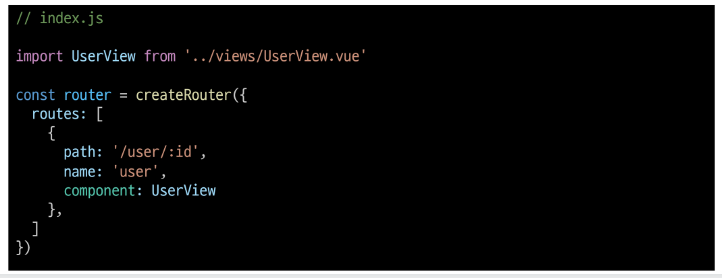 // index.js
import UserView from '../views/UserView.vue'
const router = createRouter({
  routes: [
    {
      path: '/user/:id',
      name: 'user',
      component: UserView
    },
  ]
})